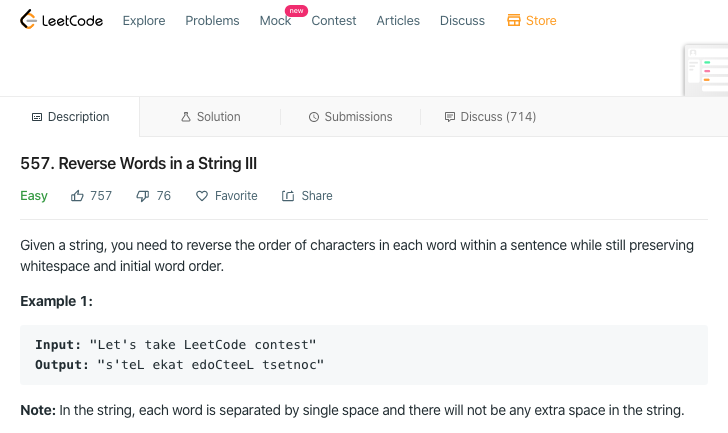 LeetCode Explore Problems Mock new Contest Articles Discuss Store
Description Solution Submissions Discuss (714)
557. Reverse Words in a String III
Easy 757 76 Favorite Share
Given a string, you need to reverse the order of characters in each word within a sentence while still preserving
whitespace and initial word order.
Example 1:
Input: "Let's take LeetCode contest"
Output: "s'teL ekat edoCteeL tsetnoc"
Note: In the string, each word is separated by single space and there will not be any extra space in the string.